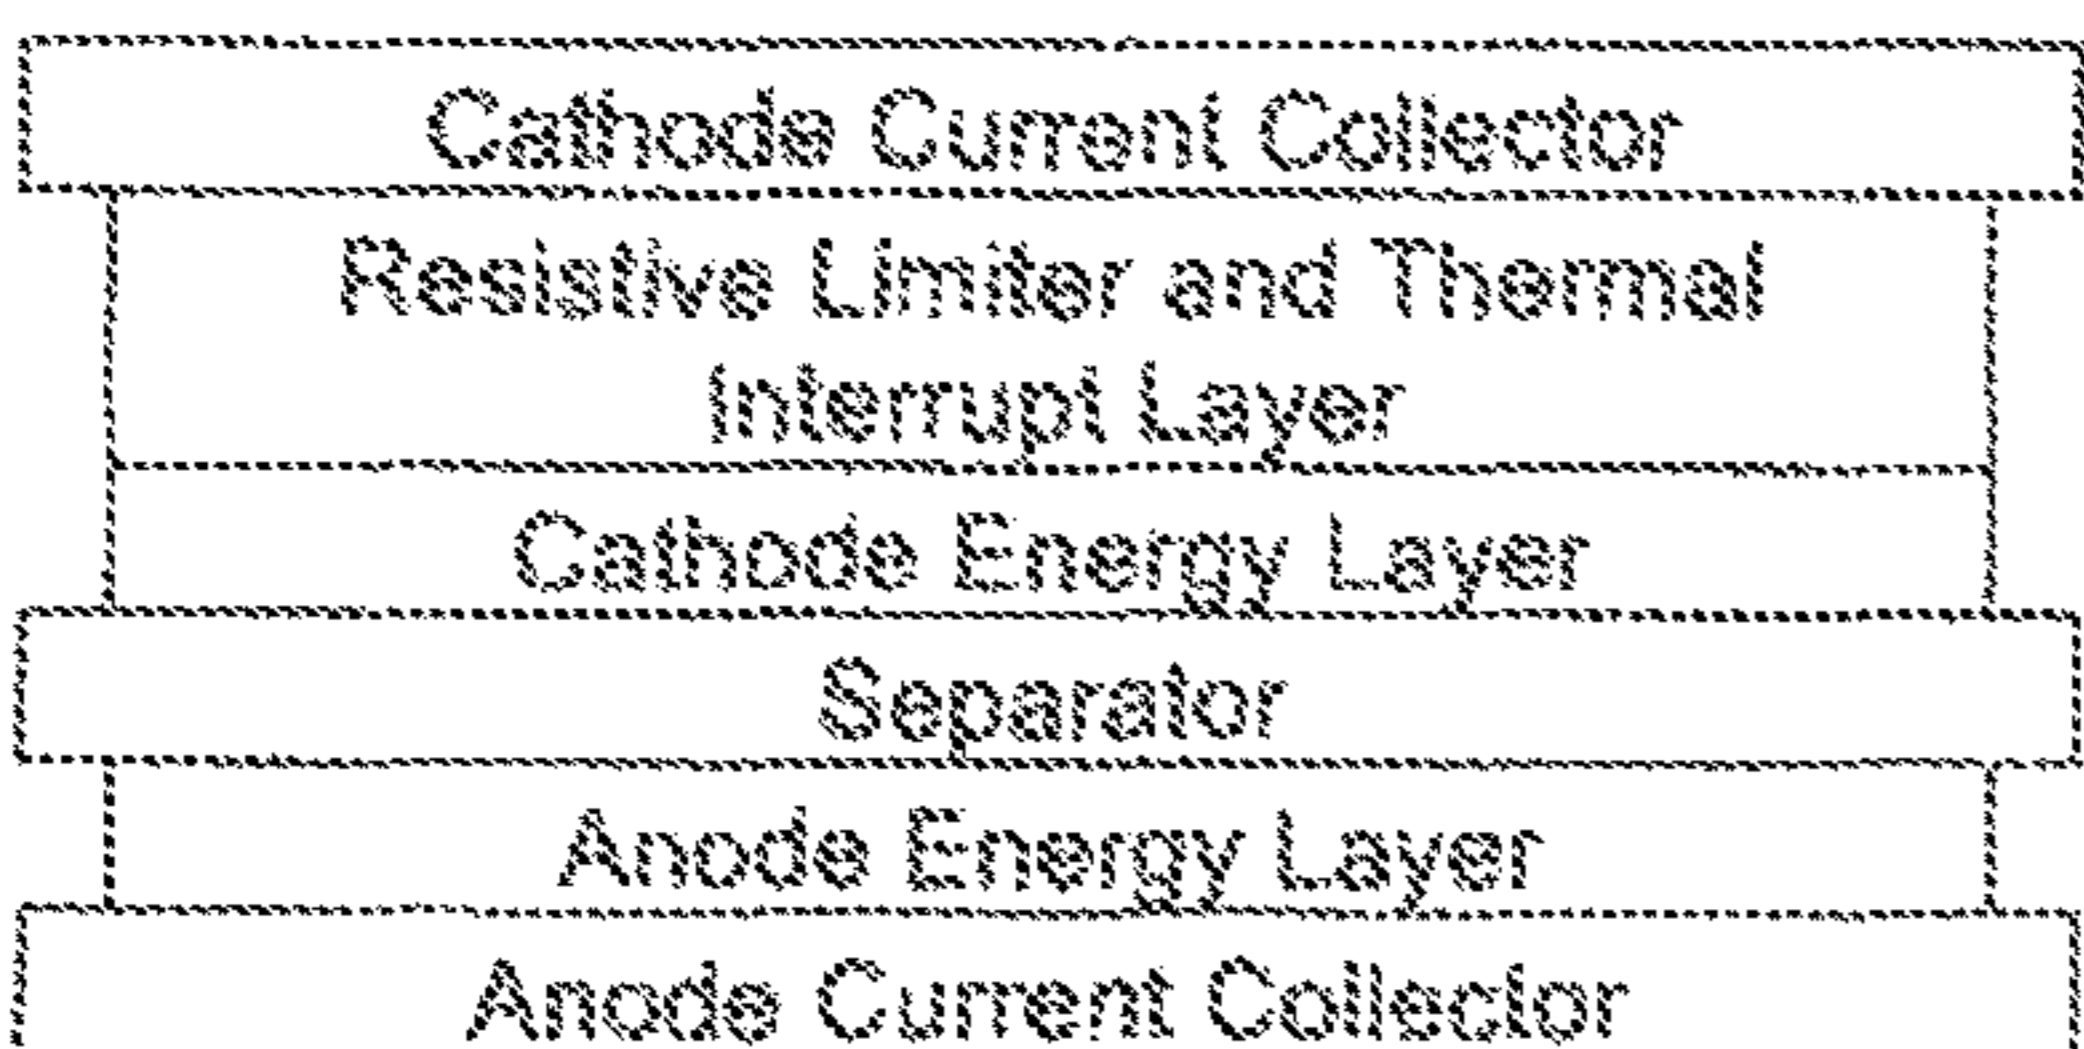 Cathode Current Collector
Resistive Limiter and Thermal
Interrupt Layer
Cathode Energy Layer
Separator
Anode Energy Layer
Anode Current Collector